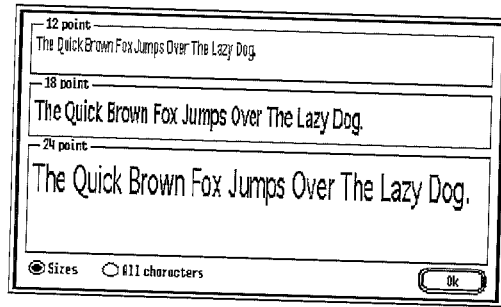 12 point
The Quick Brown Fox Jumps Over The Lazy Dog.
18 point
The Quick Brown Fox Jumps Over The Lazy Dog.
24 point
The Quick Brown Fox Jumps Over The Lazy Dog.
Sizes All characters Ok